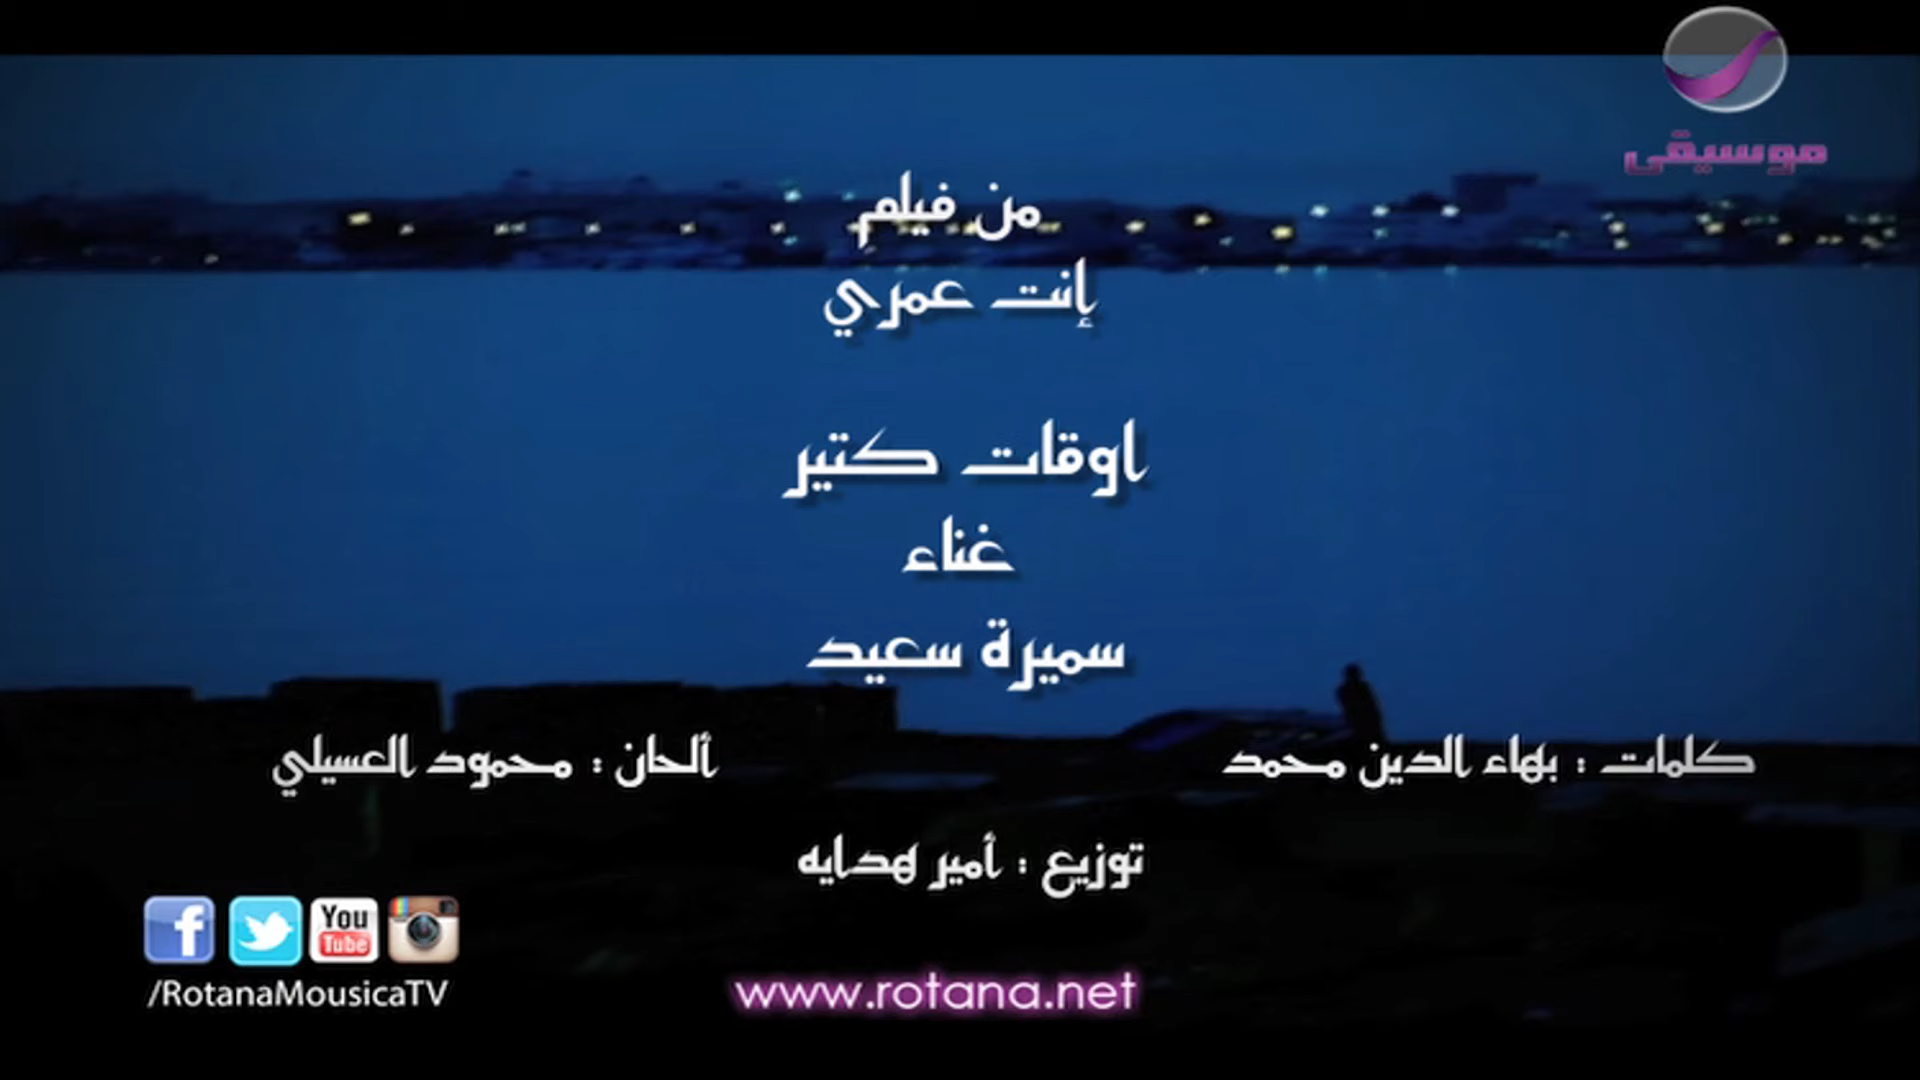 موسيقى
من فيلم
إنت عمري
اوقات كتير
غناء
سميرة سعيد
كلمات : بهاء الدين محمد
ألحان : محمود العسيلي
توزيع : أمير هدايه
You
Tube
/RotanaMousicaTV
www.rotana.net